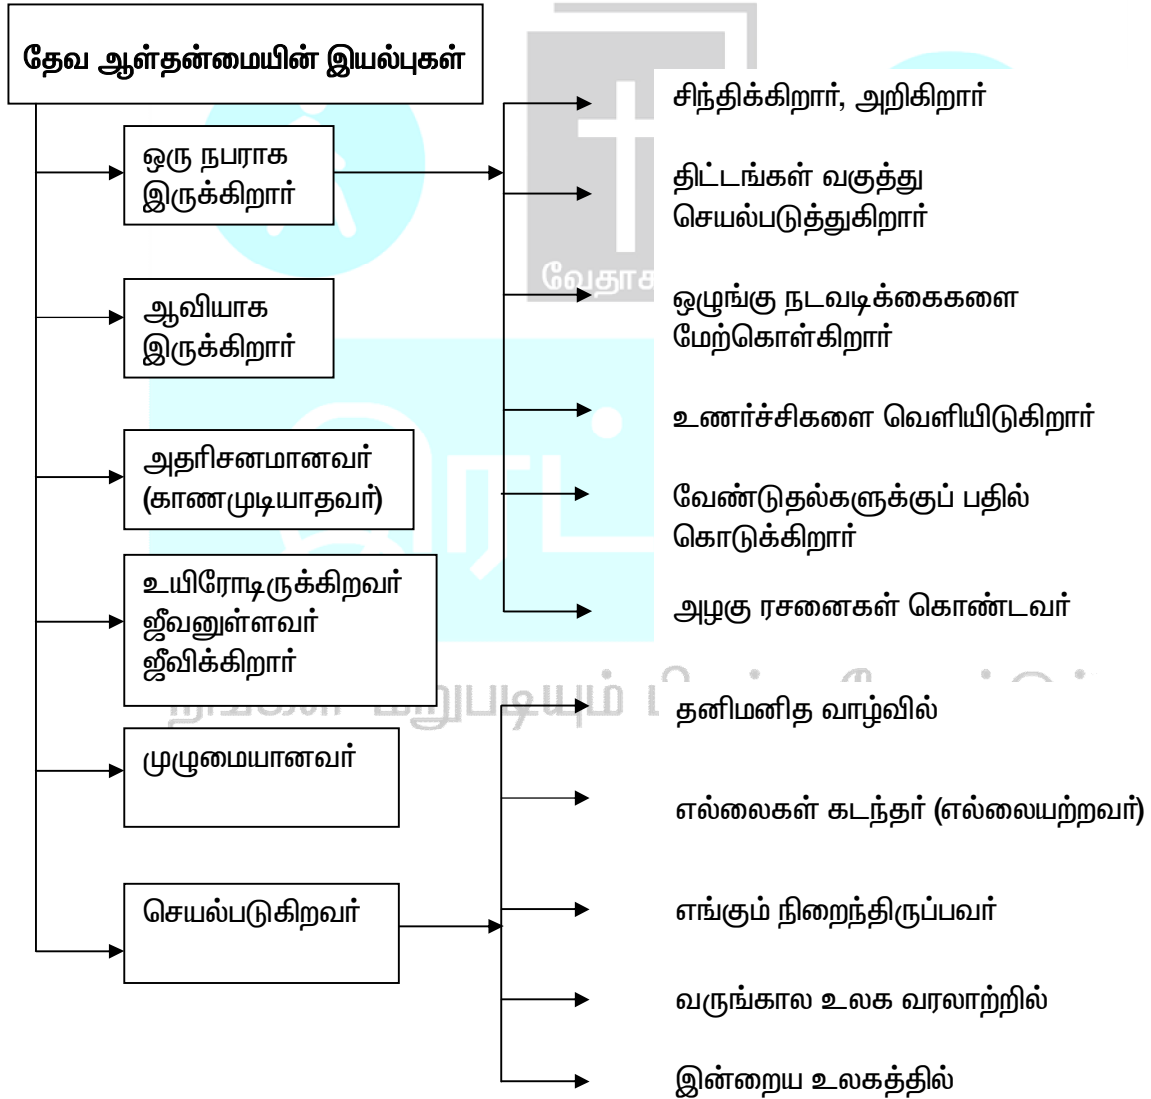 தேவ ஆள்தன்மையின் இயல்புகள்
ஒரு நபராக
இருக்கிறார்
சிந்திக்கிறார், அறிகிறார்
திட்டங்கள் வகுத்து
செயல்படுத்துகிறார்
ஒழுங்கு நடவடிக்கைகளை
மேற்கொள்கிறார்
உணர்ச்சிகளை வெளியிடுகிறார்
வேண்டுதல்களுக்குப் பதில்
கொடுக்கிறார்
அழகு ரசனைகள் கொண்டவர்
ஆவியாக
இருக்கிறார்
அதரிசனமானவர்
(காணமுடியாதவர்)
உயிரோடிருக்கிறவர்
ஜீவனுள்ளவர்
ஜீவிக்கிறார்
முழுமையானவர்
செயல்படுகிறவர்
தனிமனித வாழ்வில்
எல்லைகள் கடந்தர் (எல்லையற்றவர்)
எங்கும் நிறைந்திருப்பவர்
வருங்கால உலக வரலாற்றில்
இன்றைய உலகத்தில்